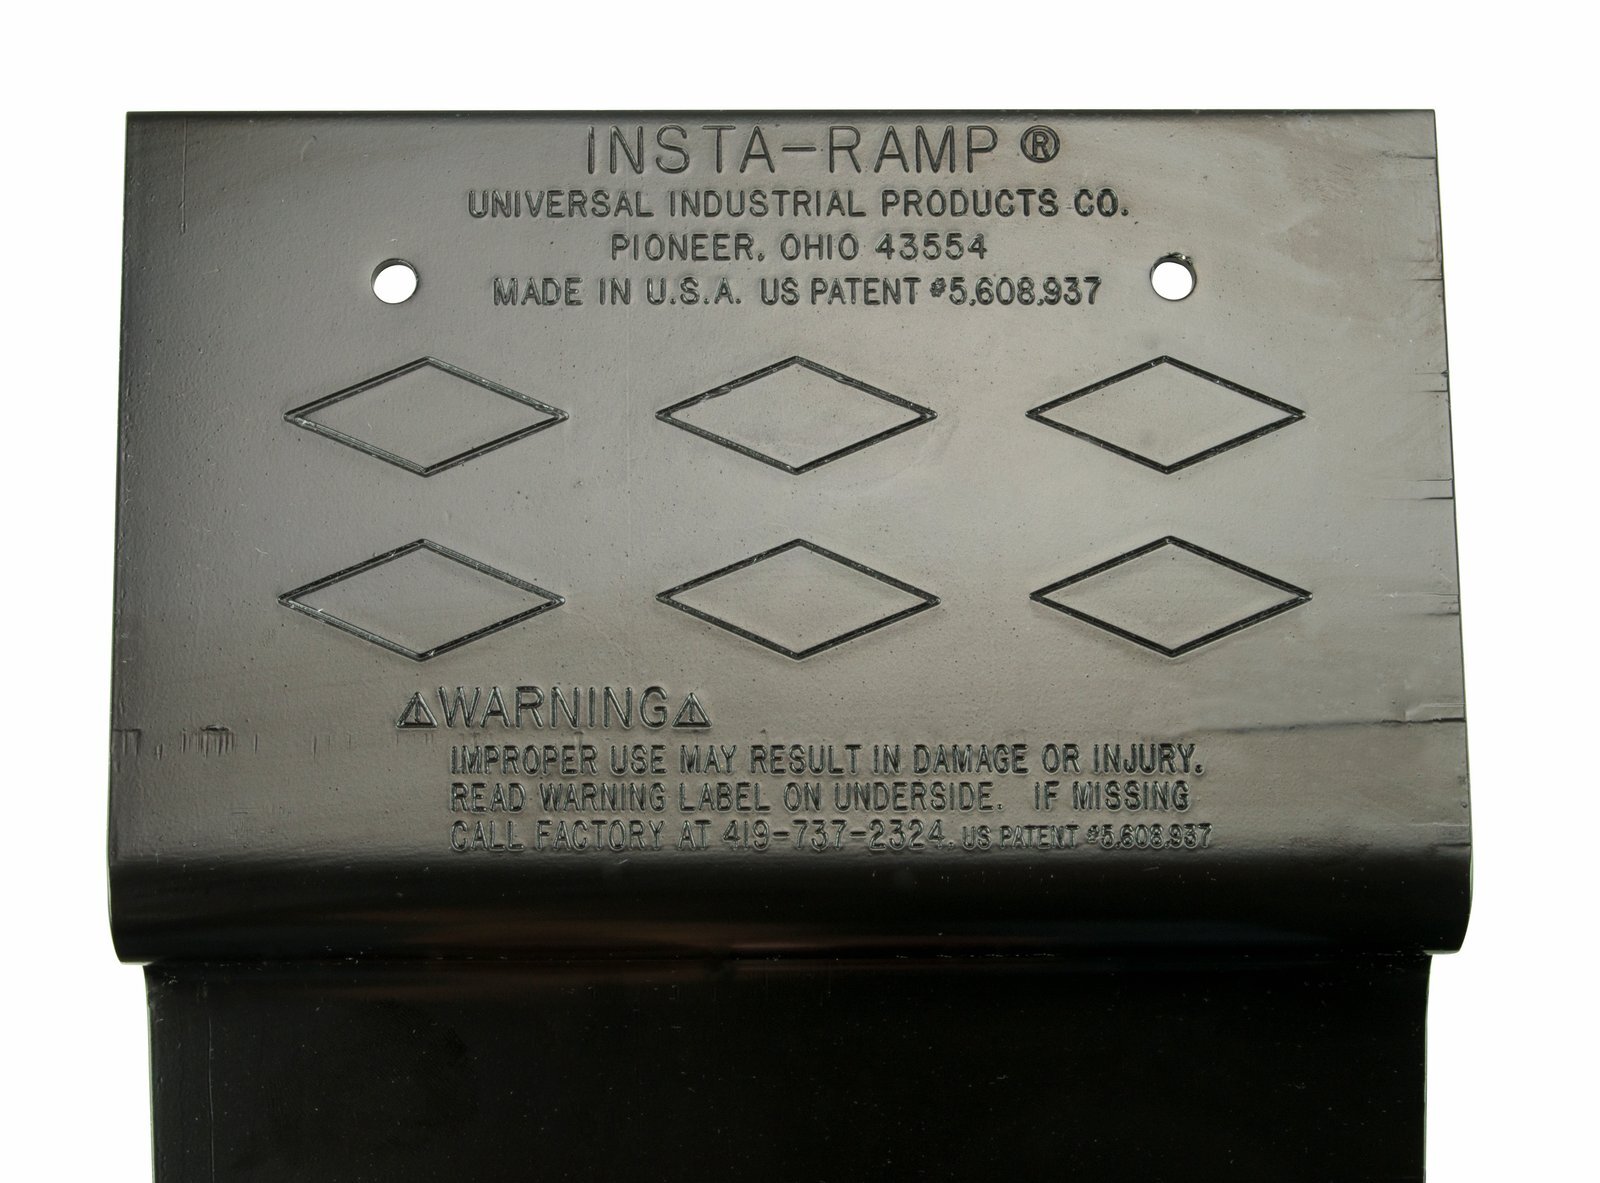 INSTA-RAMP ®
UNIVERSAL INDUSTRIAL PRODUCTS CO.
PIONEER, OHIO 43554
MADE IN U.S.A. US PATENT #5,608,937
⚠WARNING⚠
IMPROPER USE MAY RESULT IN DAMAGE OR INJURY.
READ WARNING LABEL ON UNDERSIDE. IF MISSING
CALL FACTORY AT 419-737-2324. US PATENT #5,608,937